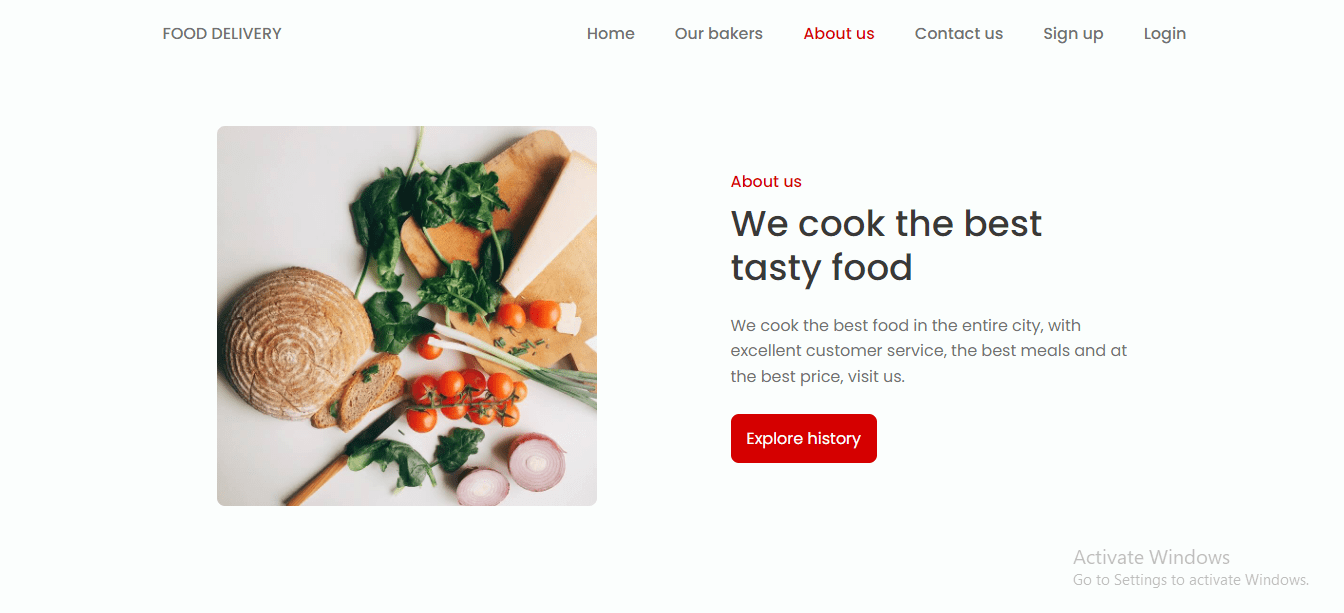 FOOD DELIVERY Home Our bakers About us Contact us Sign up Login
About us
We cook the best
tasty food
We cook the best food in the entire city, with
excellent customer service, the best meals and at
the best price, visit us.
Explore history
Activate Windows
Go to Settings to activate Windows.